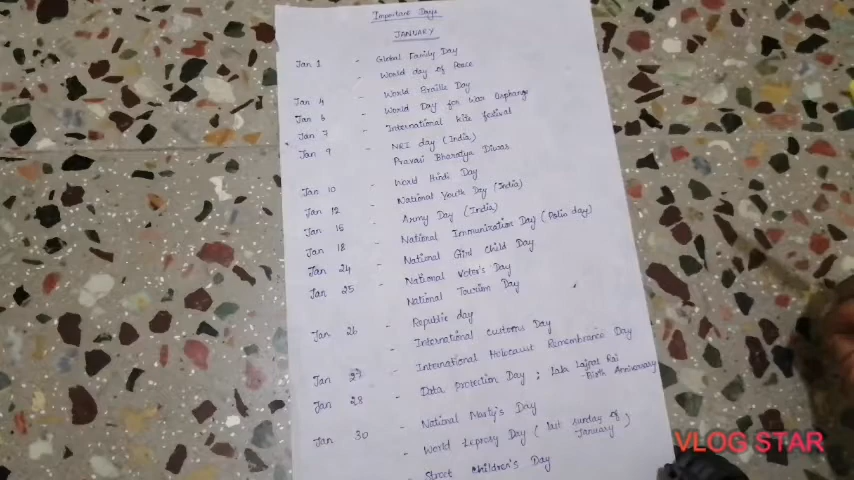 Important Days
JANUARY
Jan 1 - Global Family Day
- World day of Peace
Jan 4 - World Braille Day
Jan 6 - World Day for War Orphange
Jan 7 - International kite festival
Jan 9 - NRI day (India)
Pravasi Bharatiya Diwas
Jan 10 - World Hindi Day
Jan 12 - National Youth Day (India)
Jan 15 - Army Day (India)
Jan 18 - National Immunisation Day (Polio day)
Jan 24 - National Girl Child Day
Jan 25 - National Voter's Day
National Tourism Day
Jan 26 - Republic day
- International Customs Day
Jan 27 - International Holocaust Remembrance Day
Jan 28 - Data Protection Day ; Lala Lajpat Rai
Birth Anniversary
Jan 30 - National Day
- World Leprosy Day ( last sunday of
January )
- Street Children's Day
VLOG STAR